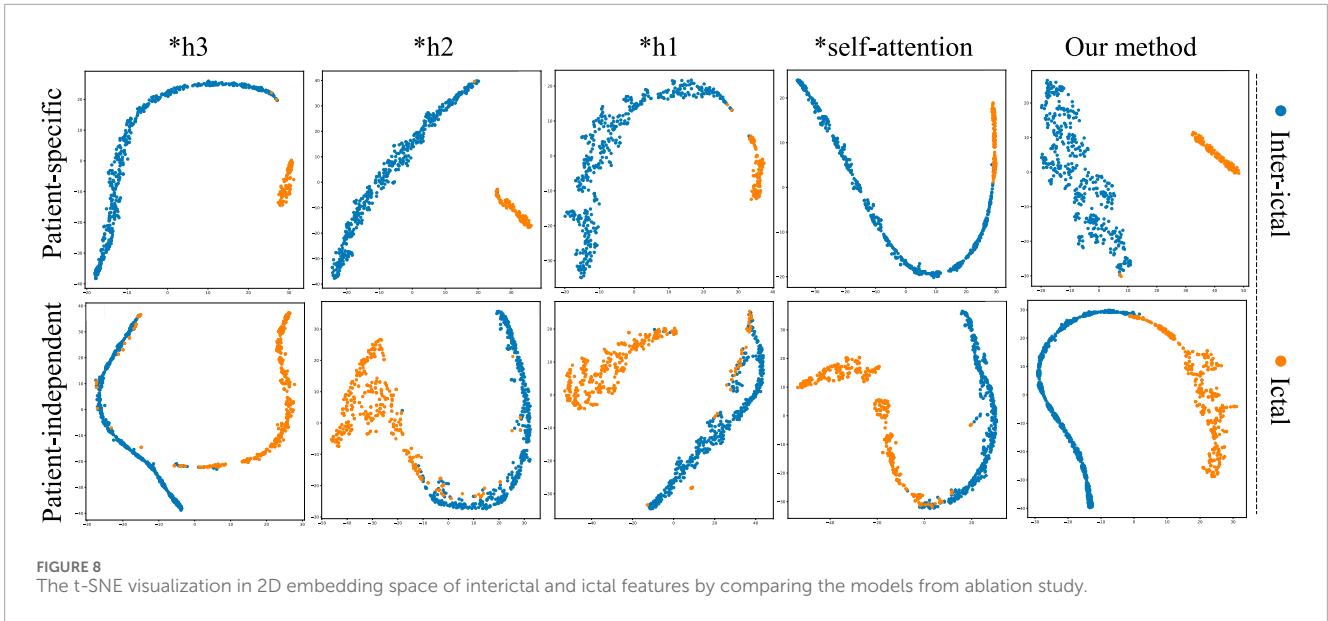 *h3 *h2 *h1 *self-attention Our method
Patient-specific
Patient-independent
Inter-ictal
Ictal
FIGURE 8
The t-SNE visualization in 2D embedding space of interictal and ictal features by comparing the models from ablation study.